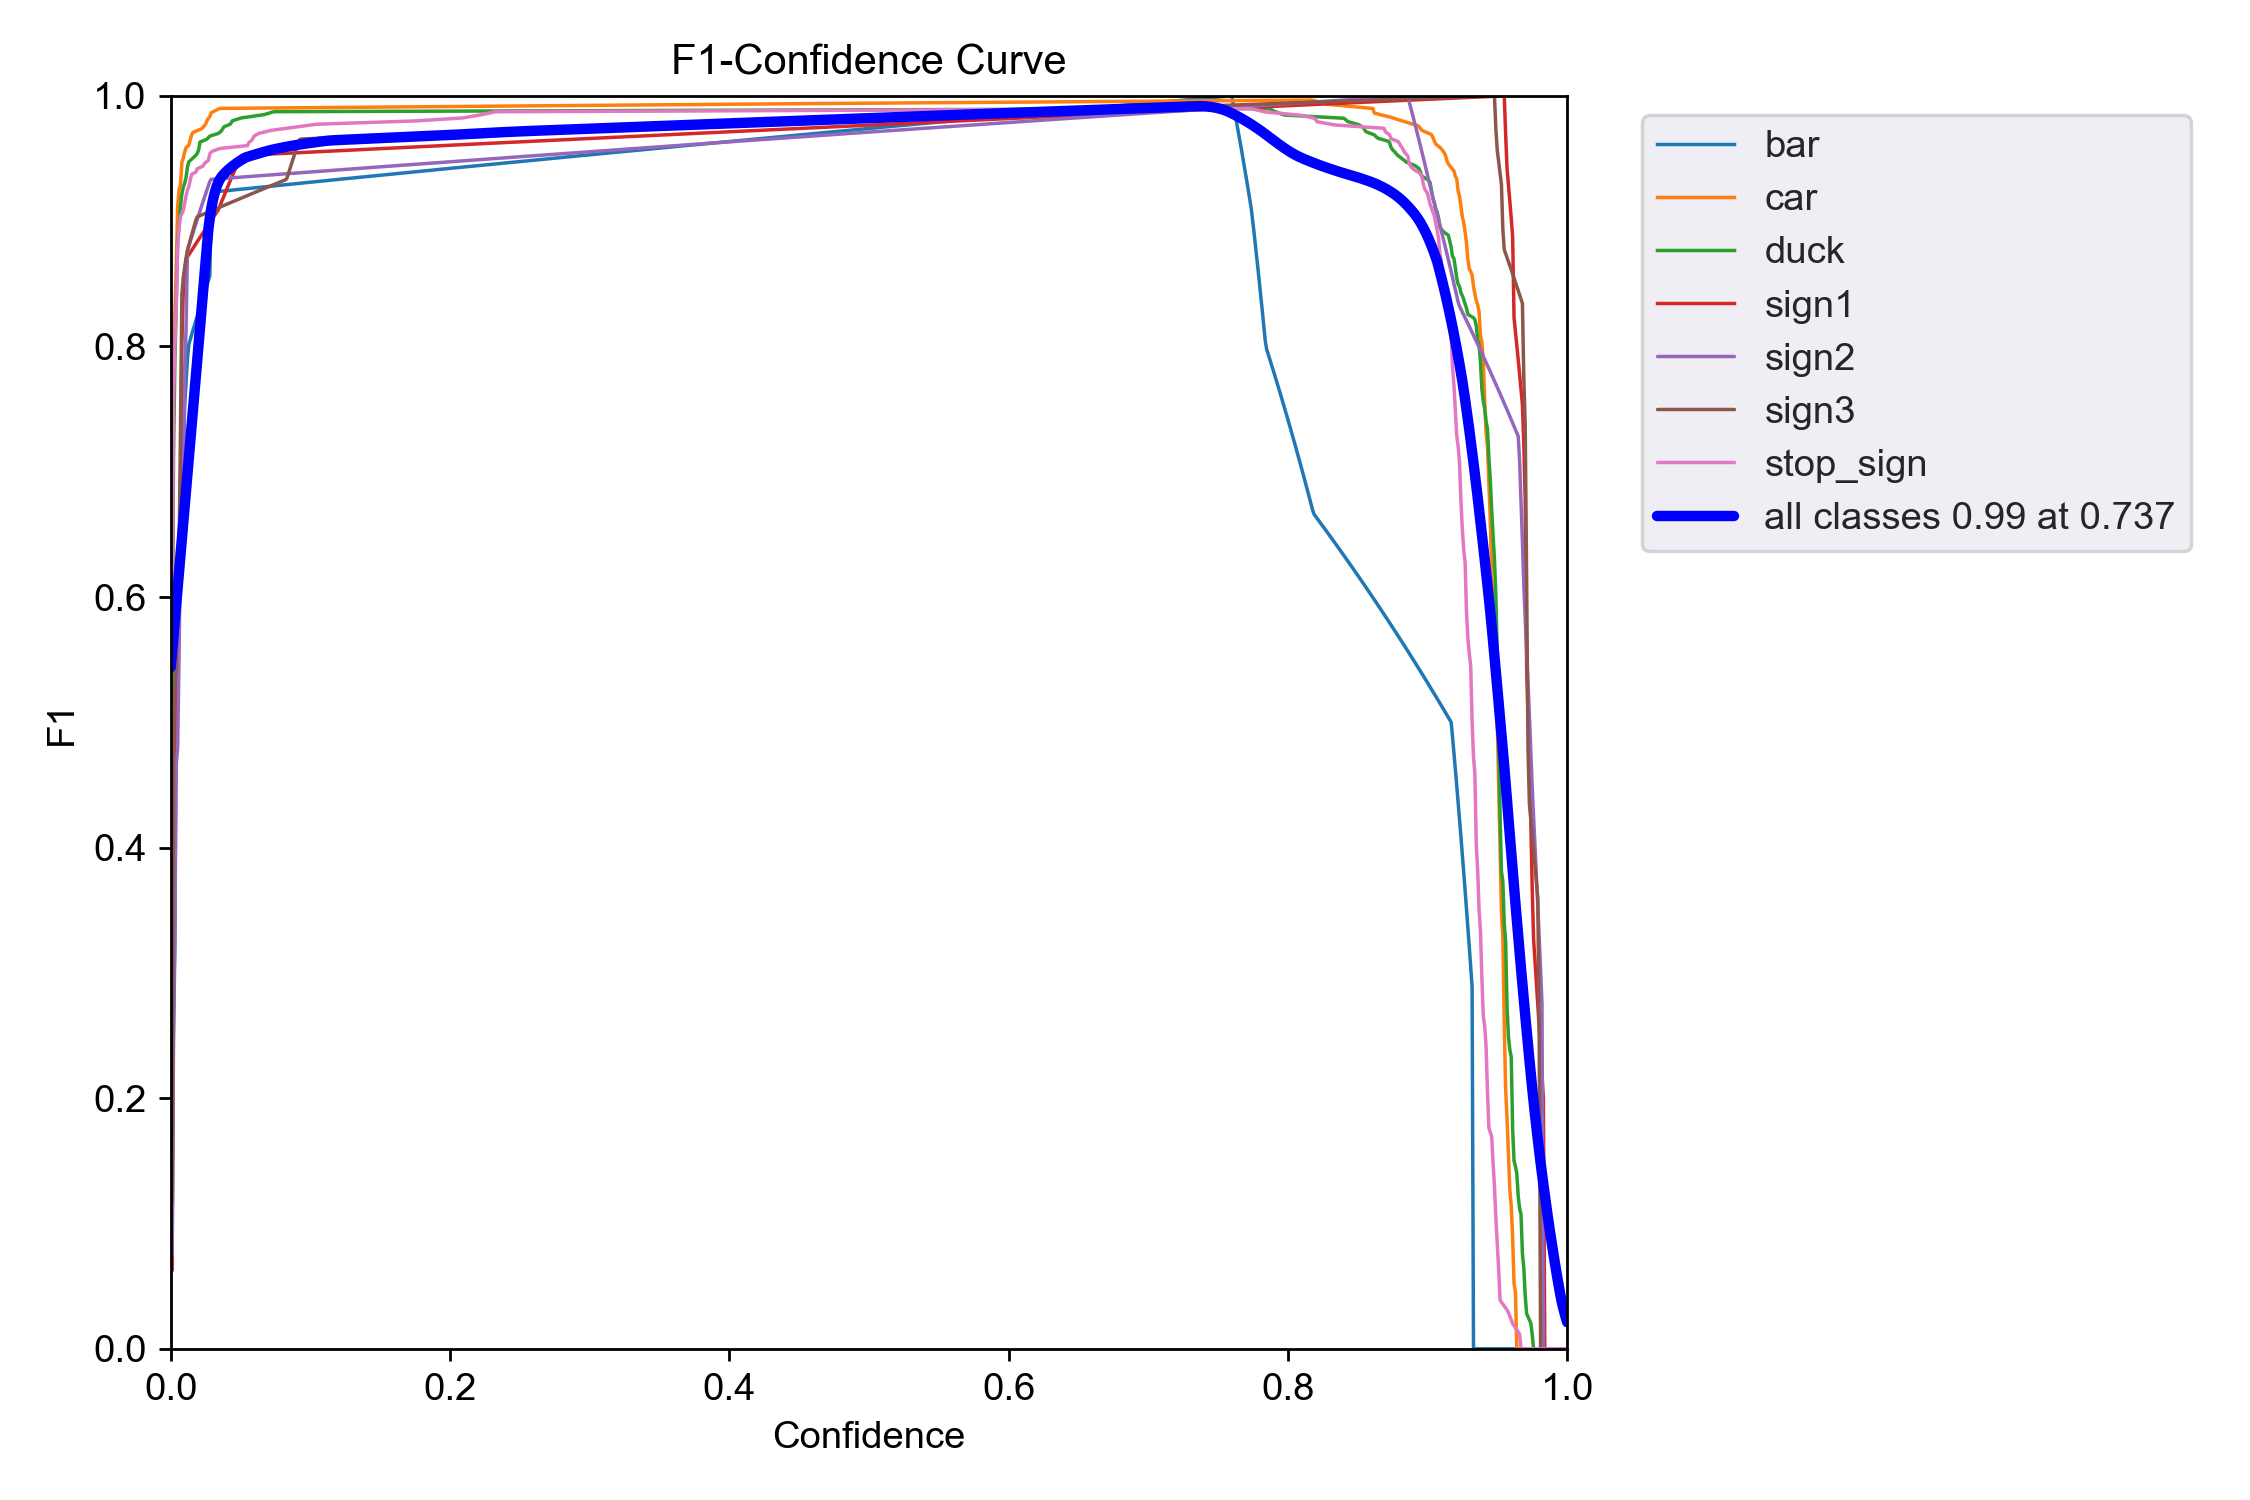 F1-Confidence Curve
1.0
0.8
0.6
0.4
0.2
0.0
F1
0.0 0.2 0.4 0.6 0.8 1.0
Confidence
bar
car
duck
sign1
sign2
sign3
stop_sign
all classes 0.99 at 0.737